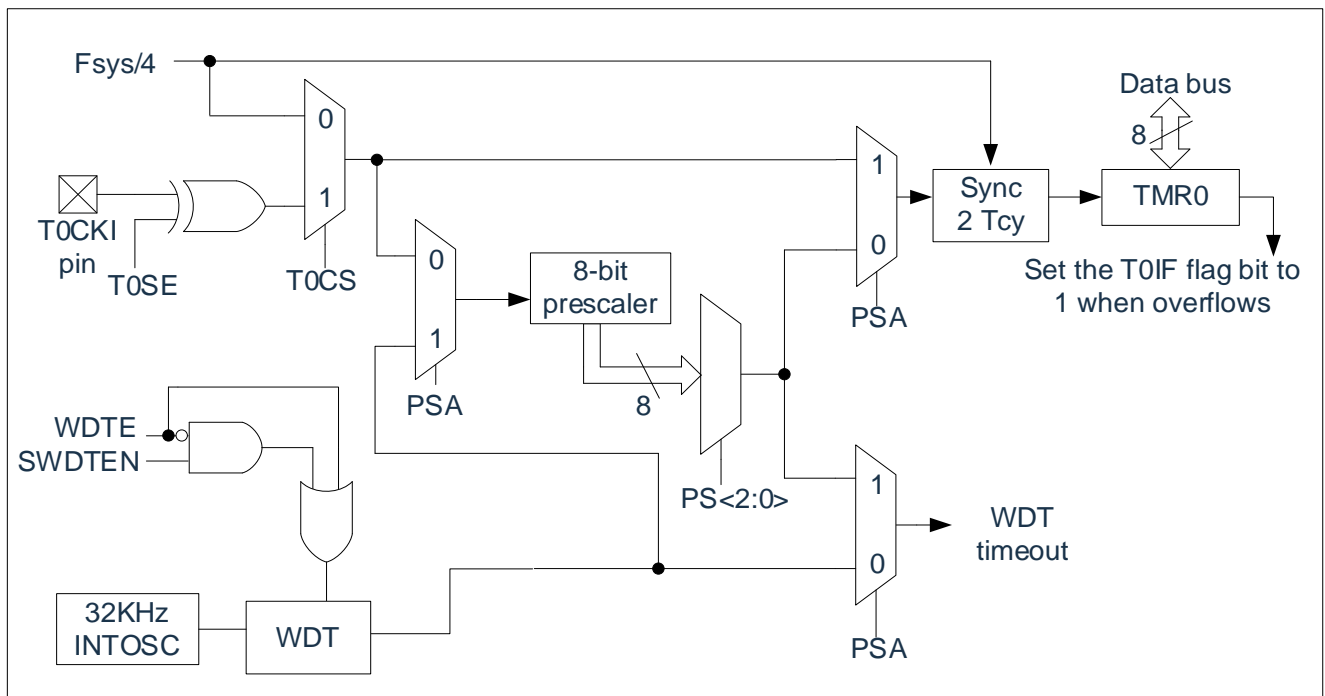 Fsys/4
Data bus
0
8
1
1
Sync
2 Tcy
TMR0
T0CKI
pin
T0SE
T0CS
0
8-bit
prescaler
0
Set the T0IF flag bit to
1 when overflows
PSA
1
PSA
8
WDTE
SWDTEN
PS<2:0>
1
WDT
timeout
0
32KHz
INTOSC
WDT
PSA